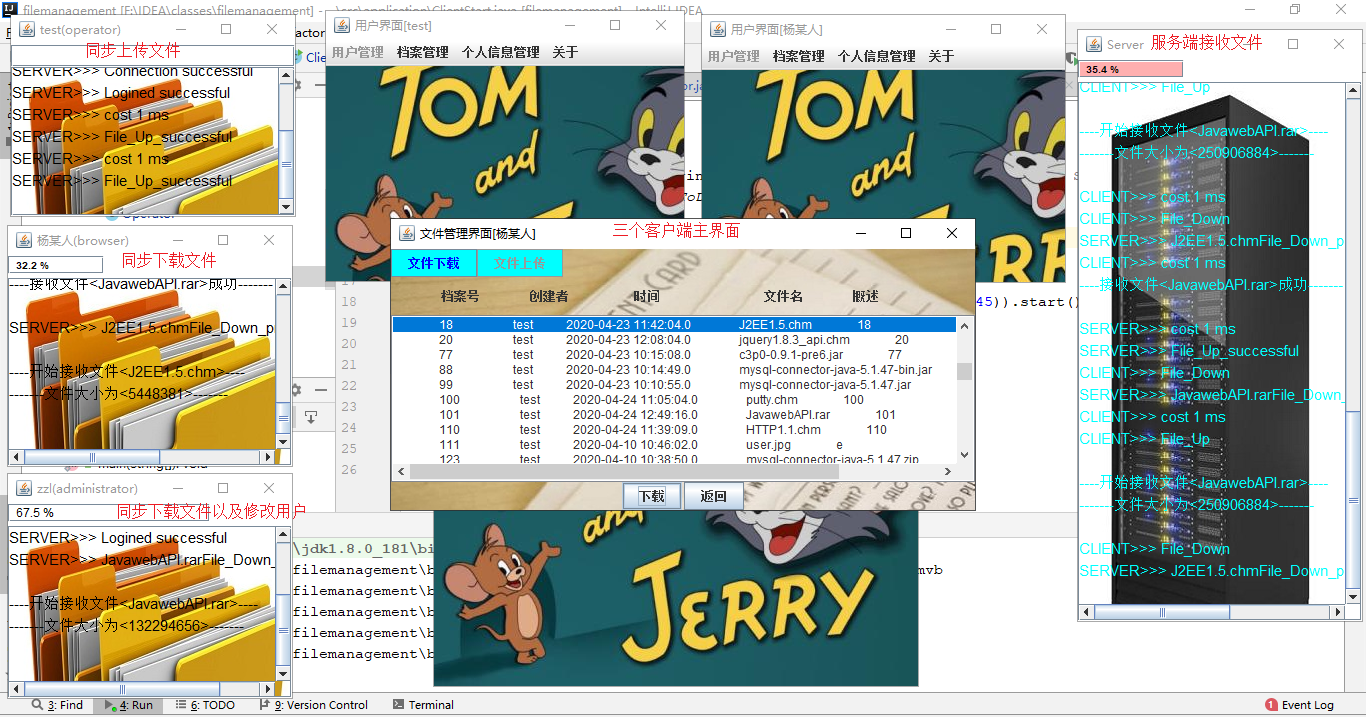 filemanagement [F:\IDEA\classes\filemanagement] - ...\src\application\ClientStart.java [filemanagement] - IntelliJ IDEA
test(operator)
同步上传文件
SERVER>>> Connection successful
SERVER>>> Logined successful
SERVER>>> cost 1 ms
SERVER>>> File_Up_successful
SERVER>>> cost 1 ms
SERVER>>> File_Up_successful
杨某人(browser)
32.2 %
同步下载文件
----接收文件<JavawebAPI.rar>成功-------
SERVER>>> J2EE1.5.chmFile_Down_p
----开始接收文件<J2EE1.5.chm>----
-------文件大小为<5448381>-------
main(String[]): void
zzl(administrator)
67.5 %
同步下载文件以及修改用户
SERVER>>> Logined successful
SERVER>>> JavawebAPI.rarFile_Down_
----开始接收文件<JavawebAPI.rar>----
-------文件大小为<132294656>-------
用户界面[test]
用户管理 档案管理 个人信息管理 关于
TOM
and
用户界面[杨某人]
用户管理 档案管理 个人信息管理 关于
TOM
and
JERRY
文件管理界面[杨某人]
三个客户端主界面
文件下载 文件上传
档案号 创建者 时间 文件名 概述
18 test 2020-04-23 11:42:04.0 J2EE1.5.chm 18
20 test 2020-04-23 12:08:04.0 jquery1.8.3_api.chm 20
77 test 2020-04-23 10:15:08.0 c3p0-0.9.1-pre6.jar 77
88 test 2020-04-23 10:14:49.0 mysql-connector-java-5.1.47-bin.jar
99 test 2020-04-23 10:10:55.0 mysql-connector-java-5.1.47.jar
100 test 2020-04-24 11:05:04.0 putty.chm 100
101 test 2020-04-24 12:49:16.0 JavawebAPI.rar 101
110 test 2020-04-24 11:39:09.0 HTTP1.1.chm 110
111 test 2020-04-10 10:46:02.0 user.jpg e
123 test 2020-04-10 10:38:50.0 mysql-connector-java-5.1.47.zip
下载 返回
and
JERRY
17
18
19
20
21
22
23
24
25
26
45)).start()
\jdk1.8.0_181\bi
filemanagement\b
mvb
filemanagement\b
filemanagement\b
filemanagement\b
filemanagement\b
Server
服务端接收文件
35.4 %
CLIENT>>> File_Up
----开始接收文件<JavawebAPI.rar>----
-------文件大小为<250906884>-------
CLIENT>>> cost 1 ms
CLIENT>>> File_Down
SERVER>>> J2EE1.5.chmFile_Down_p
CLIENT>>> cost 1 ms
----接收文件<JavawebAPI.rar>成功-------
SERVER>>> cost 1 ms
SERVER>>> File_Up_successful
CLIENT>>> File_Down
SERVER>>> JavawebAPI.rarFile_Down_
CLIENT>>> cost 1 ms
CLIENT>>> File_Up
----开始接收文件<JavawebAPI.rar>----
-------文件大小为<250906884>-------
CLIENT>>> File_Down
SERVER>>> J2EE1.5.chmFile_Down_p
3: Find 4: Run 6: TODO 9: Version Control Terminal
1 Event Log